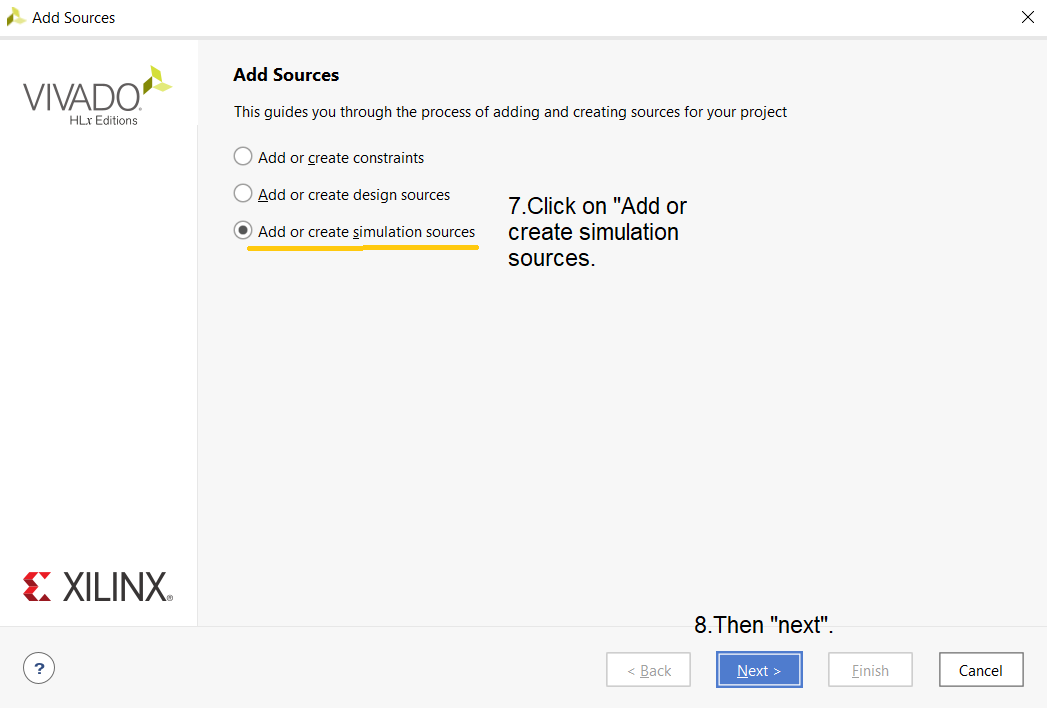 Add Sources
VIVADO
HLx Editions
Add Sources
This guides you through the process of adding and creating sources for your project
Add or create constraints
Add or create design sources
Add or create simulation sources
7.Click on "Add or
create simulation
sources.
XILINX®
8.Then "next".
?
< Back
Next >
Finish
Cancel